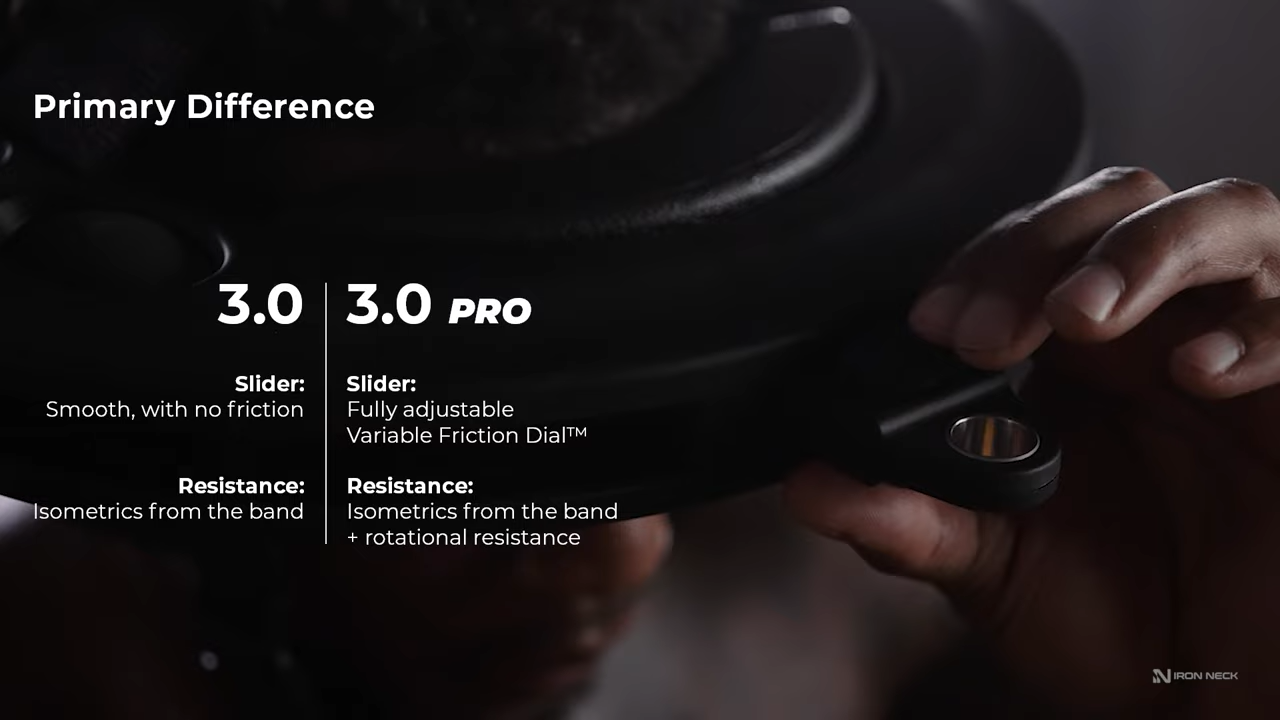 Primary Difference
3.0
Slider:
Smooth, with no friction
Resistance:
Isometrics from the band
3.0 PRO
Slider:
Fully adjustable
Variable Friction Dial™
Resistance:
Isometrics from the band
+ rotational resistance
IRON NECK